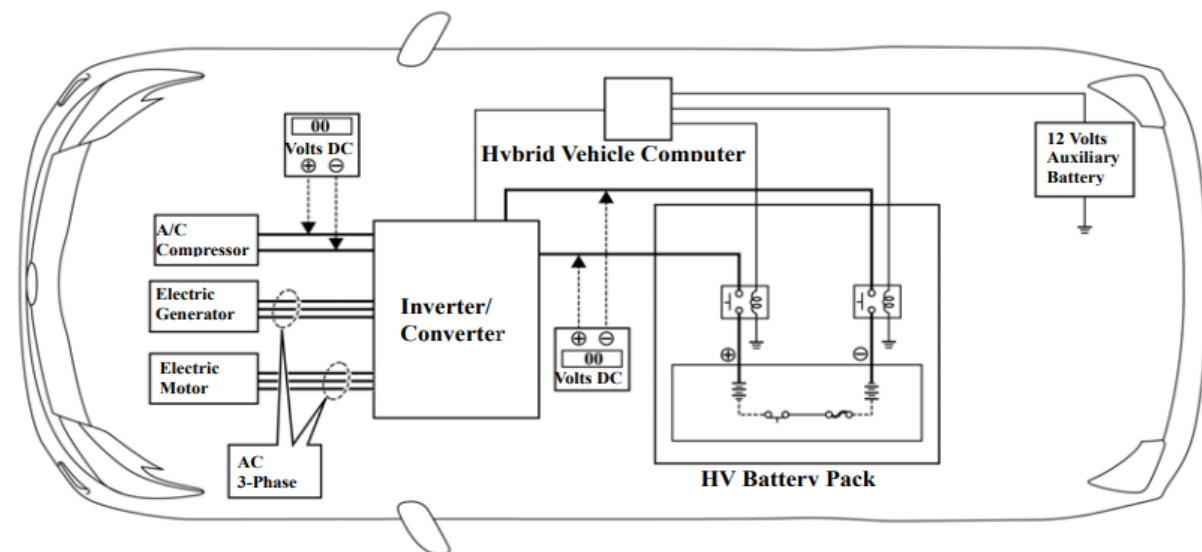 00
Volts DC
⊕ ⊖
Hybrid Vehicle Computer
12 Volts
Auxiliary
Battery
A/C
Compressor
Electric
Generator
Inverter/
Converter
Electric
Motor
⊕ ⊖
00
Volts DC
⊕
⊖
AC
3-Phase
HV Battery Pack